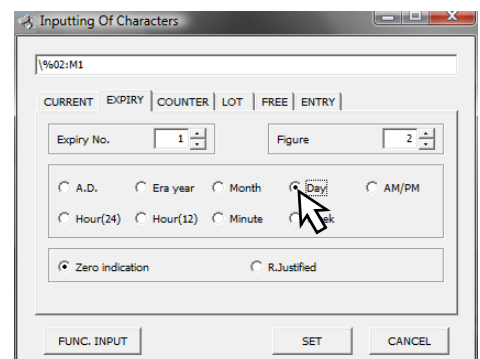 Inputting Of Characters
\%02:M1
CURRENT EXPIRY COUNTER LOT FREE ENTRY
Expiry No. 1 Figure 2
A.D. Era year Month Day AM/PM
Hour(24) Hour(12) Minute
Zero indication R.Justified
FUNC. INPUT SET CANCEL